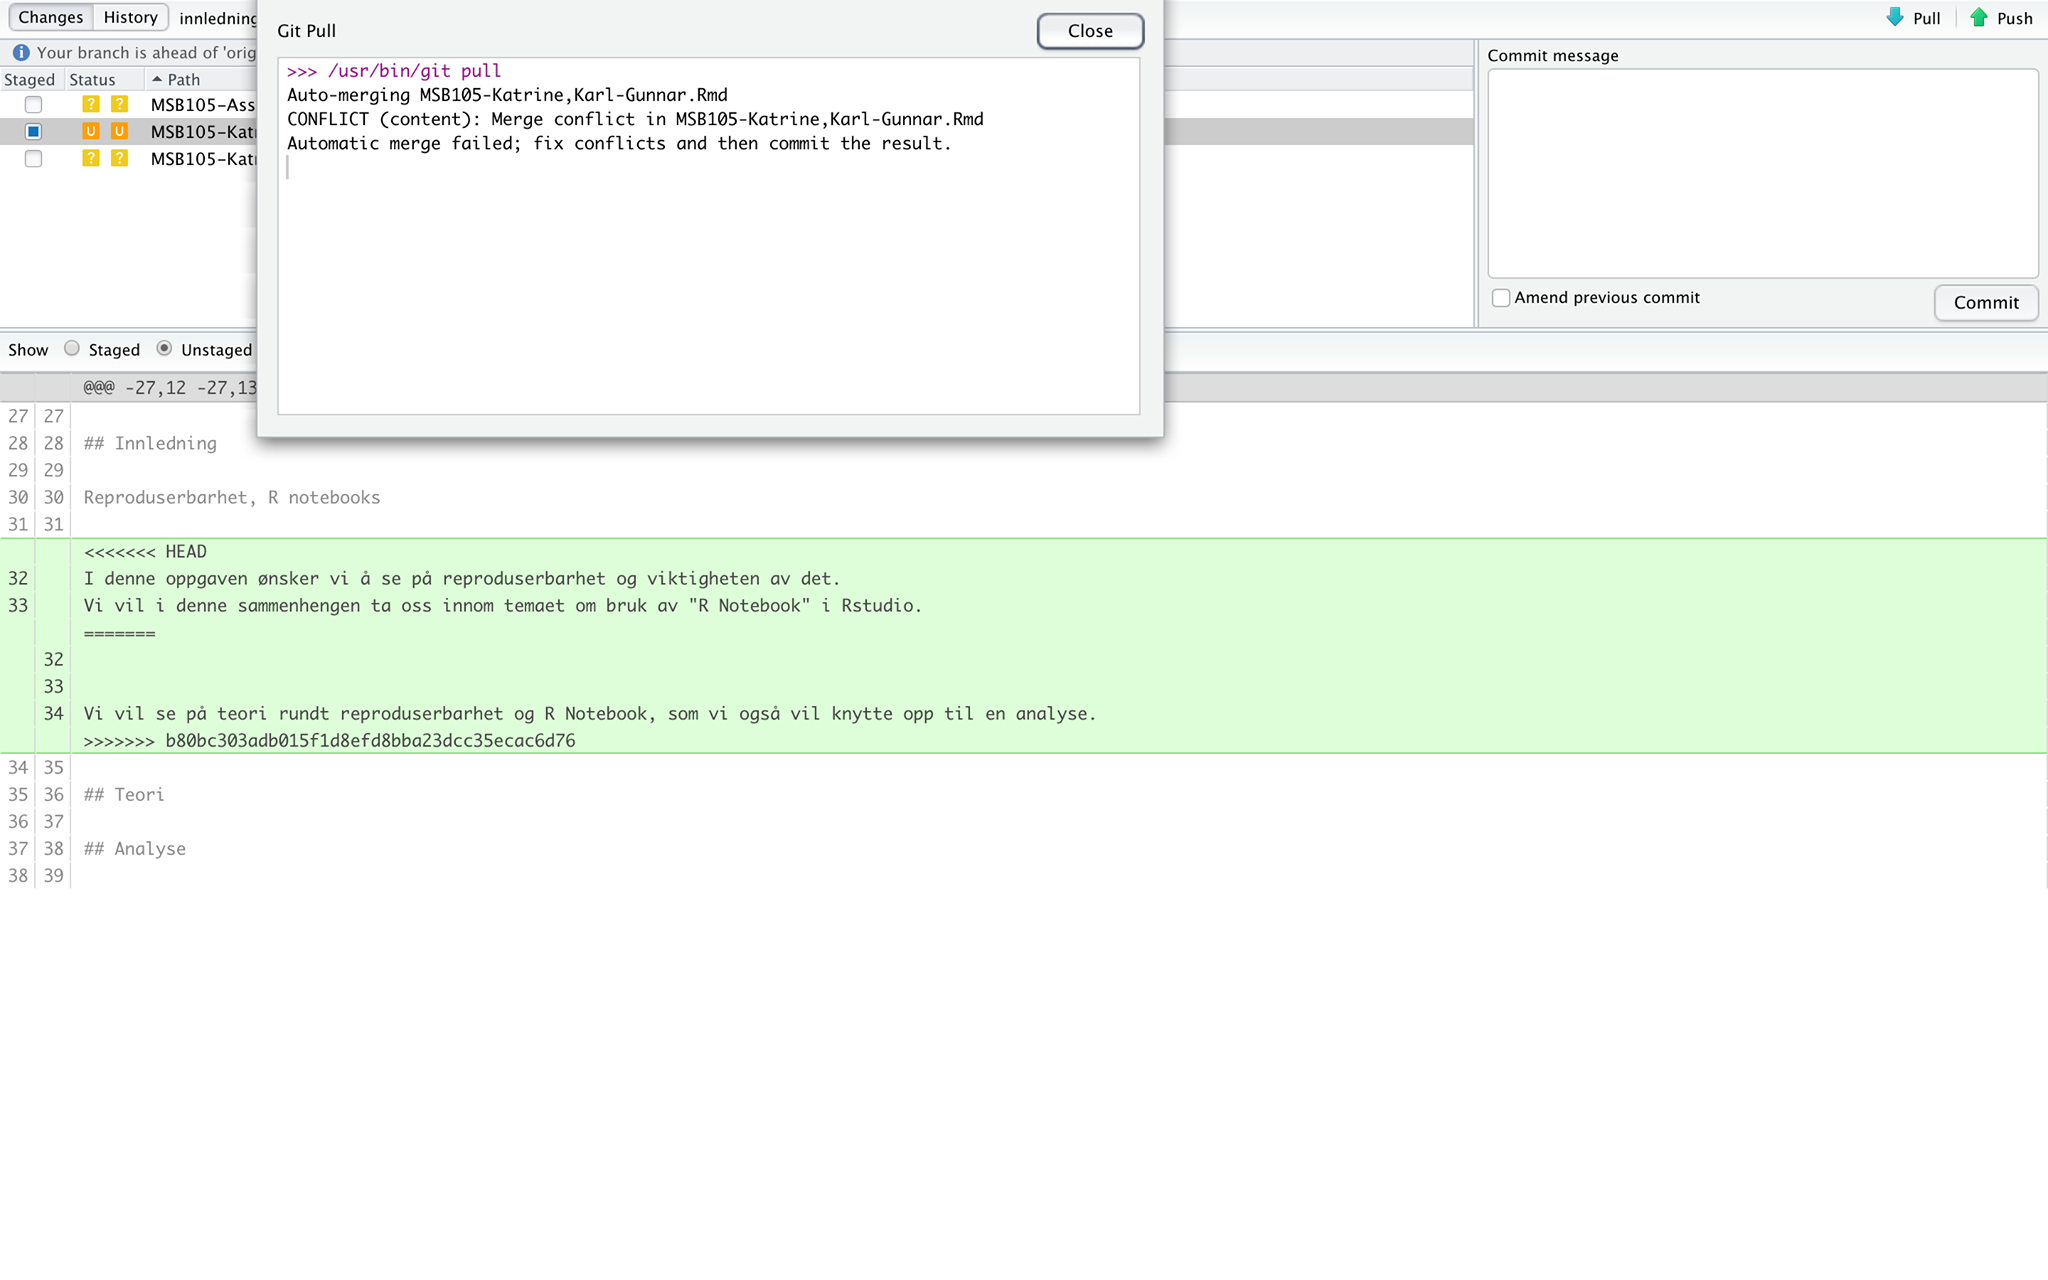 Changes History innledning Pull Push
Git Pull Close
Your branch is ahead of 'orig
Commit message
Staged Status Path
>>> /usr/bin/git pull
Auto-merging MSB105-Katrine,Karl-Gunnar.Rmd
CONFLICT (content): Merge conflict in MSB105-Katrine,Karl-Gunnar.Rmd
Automatic merge failed; fix conflicts and then commit the result.
? ? MSB105-Ass
U U MSB105-Kat
? ? MSB105-Kat
Amend previous commit
Commit
Show Staged Unstaged
@@@ -27,12 -27,13
27 27
28 28 ## Innledning
29 29
30 30 Reproduserbarhet, R notebooks
31 31
<<<<<<< HEAD
32 I denne oppgaven ønsker vi å se på reproduserbarhet og viktigheten av det.
33 Vi vil i denne sammenhengen ta oss innom temaet om bruk av "R Notebook" i Rstudio.
=======
32
33
34 Vi vil se på teori rundt reproduserbarhet og R Notebook, som vi også vil knytte opp til en analyse.
>>>>>>> b80bc303adb015f1d8efd8bba23dcc35ecac6d76
34 35
35 36 ## Teori
36 37
37 38 ## Analyse
38 39